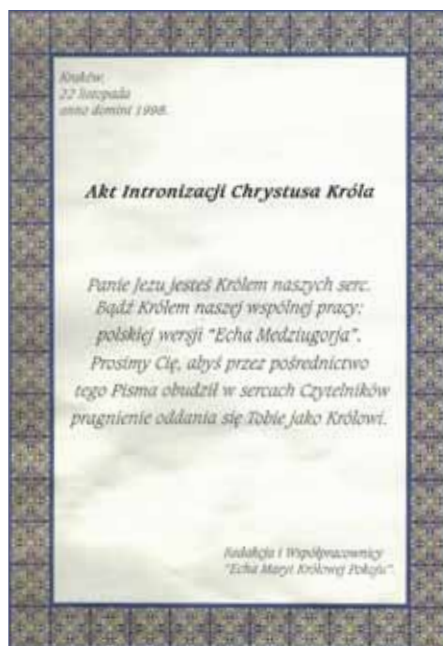 Kraków,
22 listopada
anno domini 1998.
Akt Intronizacji Chrystusa Króla
Panie Jezu jesteś Królem naszych serc.
Bądź Królem naszej wspólnej pracy:
polskiej wersji "Echa Medziugorja".
Prosimy Cię, abyś przez pośrednictwo
tego Pisma obudził w sercach Czytelników
pragnienie oddania się Tobie jako Królowi.
Redakcja i Współpracownicy
"Echa Maryi Królowej Pokoju".